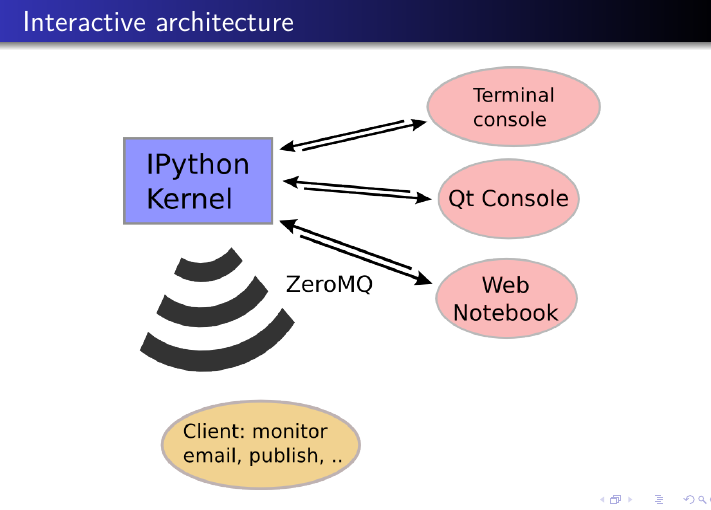 Interactive architecture
Terminal
console
IPython
Kernel
Qt Console
ZeroMQ
Web
Notebook
Client: monitor
email, publish, ..